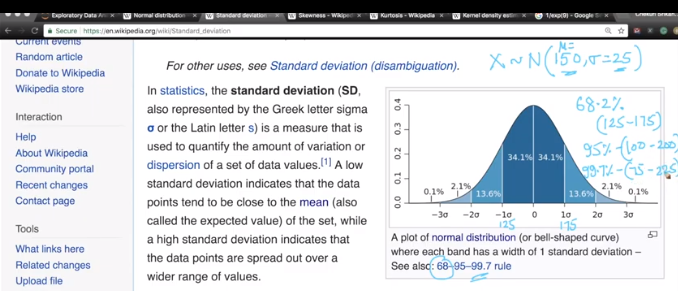 Exploratory Data An
Normal distribution
Standard deviation
Skewness - Wikiped
Kurtosis - Wikipedia
Kernel density estim
1/exp(9) - Google Se
Secure https://en.wikipedia.org/wiki/Standard_deviation
Current events
Random article
Donate to Wikipedia
Wikipedia store
Interaction
Help
About Wikipedia
Community portal
Recent changes
Contact page
Tools
What links here
Related changes
Upload file
For other uses, see Standard deviation (disambiguation).
In statistics, the standard deviation (SD,
also represented by the Greek letter sigma
σ or the Latin letter s) is a measure that is
used to quantify the amount of variation or
dispersion of a set of data values.[1] A low
standard deviation indicates that the data
points tend to be close to the mean (also
called the expected value) of the set, while
a high standard deviation indicates that
the data points are spread out over a
wider range of values.
X ~ N(μ=150, σ=25)
68.2%
(125-175)
95% - (100-200)
99.7% - (75-225)
0.4
0.3
0.2
0.1
0.0
34.1% 34.1%
0.1% 2.1% 13.6% 13.6% 2.1% 0.1%
−3σ −2σ −1σ 0 1σ 2σ 3σ
125 175
A plot of normal distribution (or bell-shaped curve)
where each band has a width of 1 standard deviation –
See also: 68–95–99.7 rule